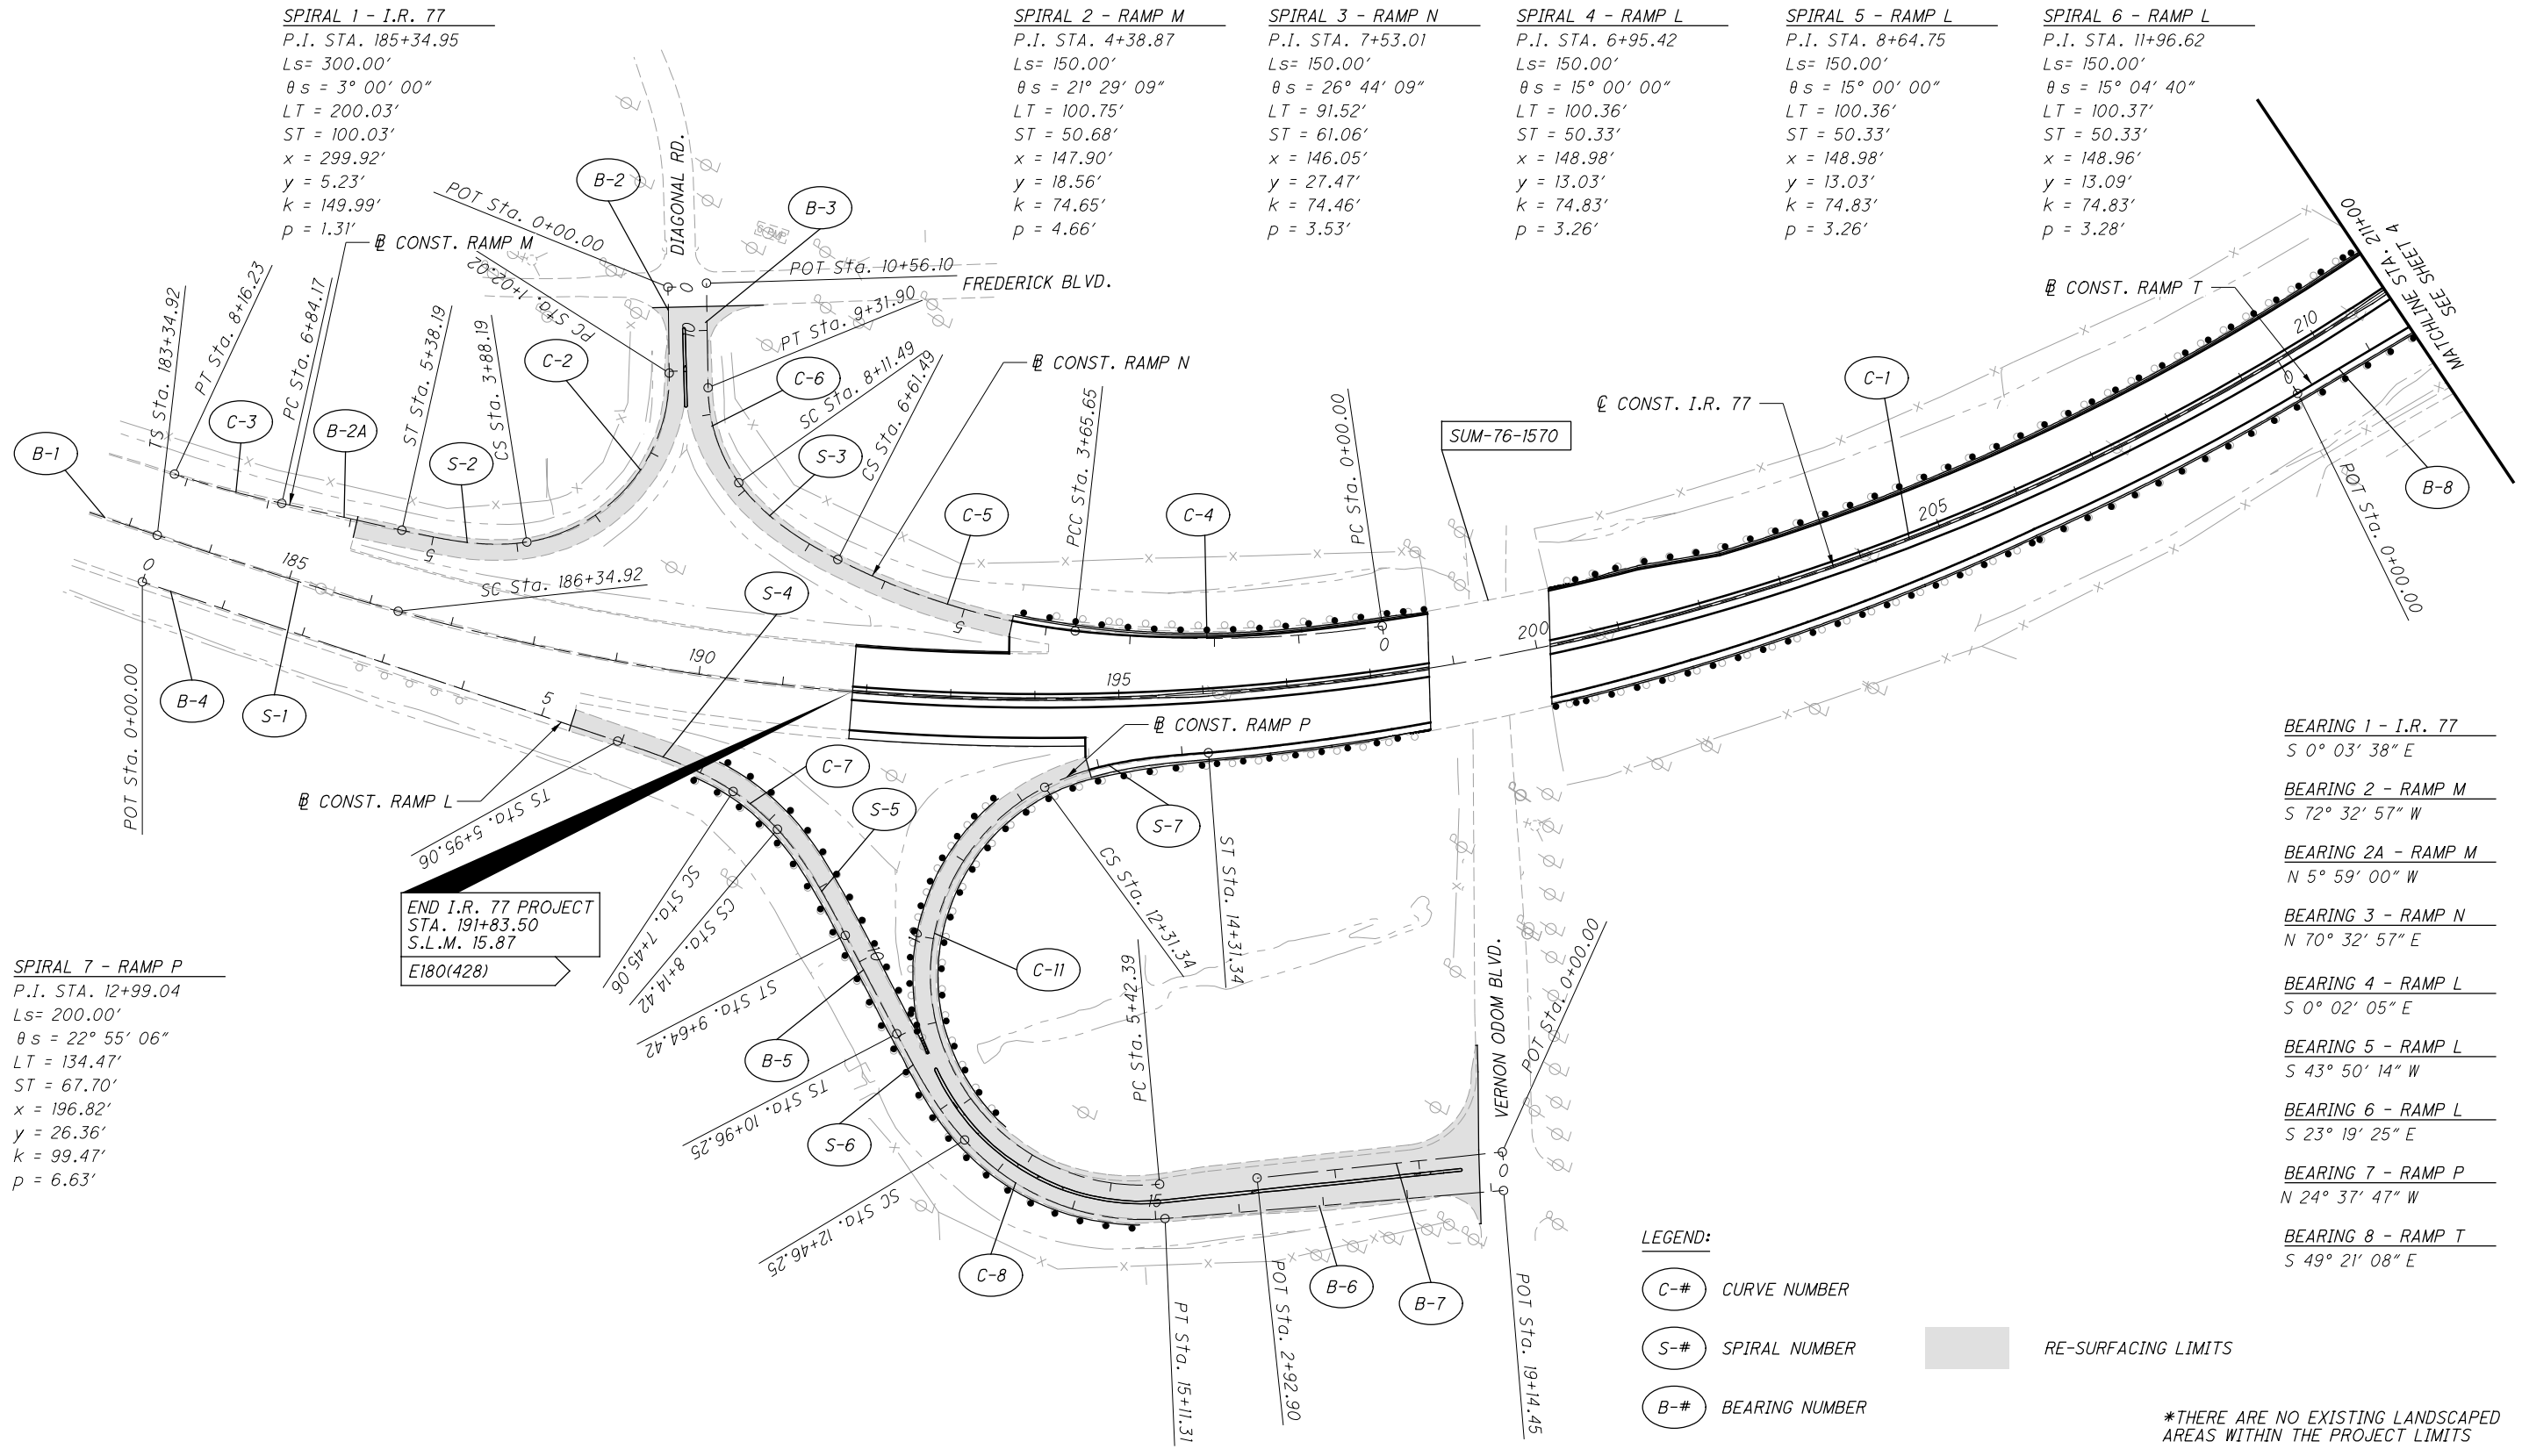 SPIRAL 1 - I.R. 77
P.I. STA. 185+34.95
Ls= 300.00'
θs = 3° 00' 00"
LT = 200.03'
ST = 100.03'
x = 299.92'
y = 5.23'
k = 149.99'
p = 1.31'
SPIRAL 2 - RAMP M
P.I. STA. 4+38.87
Ls= 150.00'
θs = 21° 29' 09"
LT = 100.75'
ST = 50.68'
x = 147.90'
y = 18.56'
k = 74.65'
p = 4.66'
SPIRAL 3 - RAMP N
P.I. STA. 7+53.01
Ls= 150.00'
θs = 26° 44' 09"
LT = 91.52'
ST = 61.06'
x = 146.05'
y = 27.47'
k = 74.46'
p = 3.53'
SPIRAL 4 - RAMP L
P.I. STA. 6+95.42
Ls= 150.00'
θs = 15° 00' 00"
LT = 100.36'
ST = 50.33'
x = 148.98'
y = 13.03'
k = 74.83'
p = 3.26'
SPIRAL 5 - RAMP L
P.I. STA. 8+64.75
Ls= 150.00'
θs = 15° 00' 00"
LT = 100.36'
ST = 50.33'
x = 148.98'
y = 13.03'
k = 74.83'
p = 3.26'
SPIRAL 6 - RAMP L
P.I. STA. 11+96.62
Ls= 150.00'
θs = 15° 04' 40"
LT = 100.37'
ST = 50.33'
x = 148.96'
y = 13.09'
k = 74.83'
p = 3.28'
MATCHLINE STA. 211+00
SEE SHEET 4
DIAGONAL RD.
B-2
B-3
POT Sta. 0+00.00
℄ CONST. RAMP M
PC Sta. 1+02.02
POT Sta. 10+56.10
FREDERICK BLVD.
0
10
PT Sta. 9+31.90
TS Sta. 183+34.92
PT Sta. 8+16.23
PC Sta. 6+84.17
ST Sta. 5+38.19
CS Sta. 3+88.19
C-2
C-6
SC Sta. 8+11.49
CS Sta. 6+61.49
℄ CONST. RAMP N
B-1
C-3
B-2A
S-2
S-3
C-5
C-4
PCC Sta. 3+65.65
PC Sta. 0+00.00
SUM-76-1570
℄ CONST. I.R. 77
C-1
℄ CONST. RAMP T
210
0
205
B-8
POT Sta. 0+00.00
0
185
5
SC Sta. 186+34.92
S-4
5
0
200
190
195
POT Sta. 0+00.00
B-4
S-1
5
℄ CONST. RAMP P
C-7
S-5
℄ CONST. RAMP L
TS STA. 5+95.06
S-7
CS Sta. 12+31.34
ST Sta. 14+31.34
END I.R. 77 PROJECT
STA. 191+83.50
S.L.M. 15.87
E180(428)
SC Sta. 7+45.06
CS Sta. 8+14.42
10
10
C-11
ST STA. 9+64.42
PC Sta. 5+42.39
VERNON ODOM BLVD.
POT Sta. 0+00.00
B-5
TS STA. 10+96.25
S-6
SC STA. 12+46.25
C-8
15
0
B-6
B-7
PT Sta. 15+11.31
POT Sta. 2+92.90
POT Sta. 19+14.45
SPIRAL 7 - RAMP P
P.I. STA. 12+99.04
Ls= 200.00'
θs = 22° 55' 06"
LT = 134.47'
ST = 67.70'
x = 196.82'
y = 26.36'
k = 99.47'
p = 6.63'
BEARING 1 - I.R. 77
S 0° 03' 38" E
BEARING 2 - RAMP M
S 72° 32' 57" W
BEARING 2A - RAMP M
N 5° 59' 00" W
BEARING 3 - RAMP N
N 70° 32' 57" E
BEARING 4 - RAMP L
S 0° 02' 05" E
BEARING 5 - RAMP L
S 43° 50' 14" W
BEARING 6 - RAMP L
S 23° 19' 25" E
BEARING 7 - RAMP P
N 24° 37' 47" W
BEARING 8 - RAMP T
S 49° 21' 08" E
LEGEND:
C-# CURVE NUMBER
S-# SPIRAL NUMBER
RE-SURFACING LIMITS
B-# BEARING NUMBER
*THERE ARE NO EXISTING LANDSCAPED
AREAS WITHIN THE PROJECT LIMITS